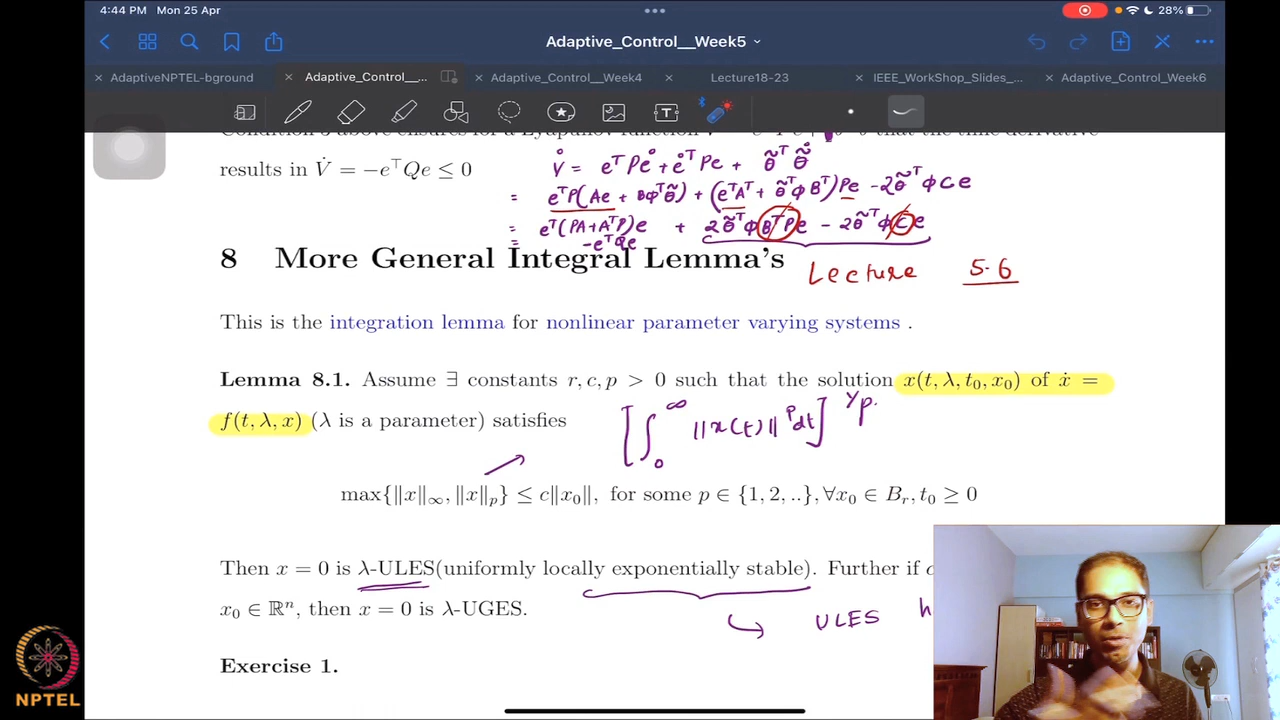 4:44 PM Mon 25 Apr
28%
Adaptive_Control__Week5
AdaptiveNPTEL-bground
Adaptive_Control__...
Adaptive_Control__Week4
Lecture18-23
IEEE_WorkShop_Slides_...
Adaptive_Control_Week6
results in V̇ = −e⊤Qe ≤ 0
V̇ = eᵀPė + ėᵀPe + θ̃ᵀθ̃̇
= eᵀP(Ae + BΦᵀθ̃) + (eᵀAᵀ + θ̃ᵀΦBᵀ)Pe − 2θ̃ᵀΦCe
= eᵀ(PA+AᵀP)e + 2θ̃ᵀΦBᵀPe − 2θ̃ᵀΦCe
= −eᵀQe
8 More General Integral Lemma's
Lecture 5.6
This is the integration lemma for nonlinear parameter varying systems .
Lemma 8.1. Assume ∃ constants r, c, p > 0 such that the solution x(t, λ, t₀, x₀) of ẋ =
f(t, λ, x) (λ is a parameter) satisfies
[∫₀^∞ ||x(t)||^p dt]^1/p.
max{‖x‖∞, ‖x‖p} ≤ c‖x₀‖, for some p ∈ {1, 2, ..}, ∀x₀ ∈ Br, t₀ ≥ 0
Then x = 0 is λ-ULES(uniformly locally exponentially stable). Further if
x₀ ∈ ℝⁿ, then x = 0 is λ-UGES.
ULES
Exercise 1.
NPTEL